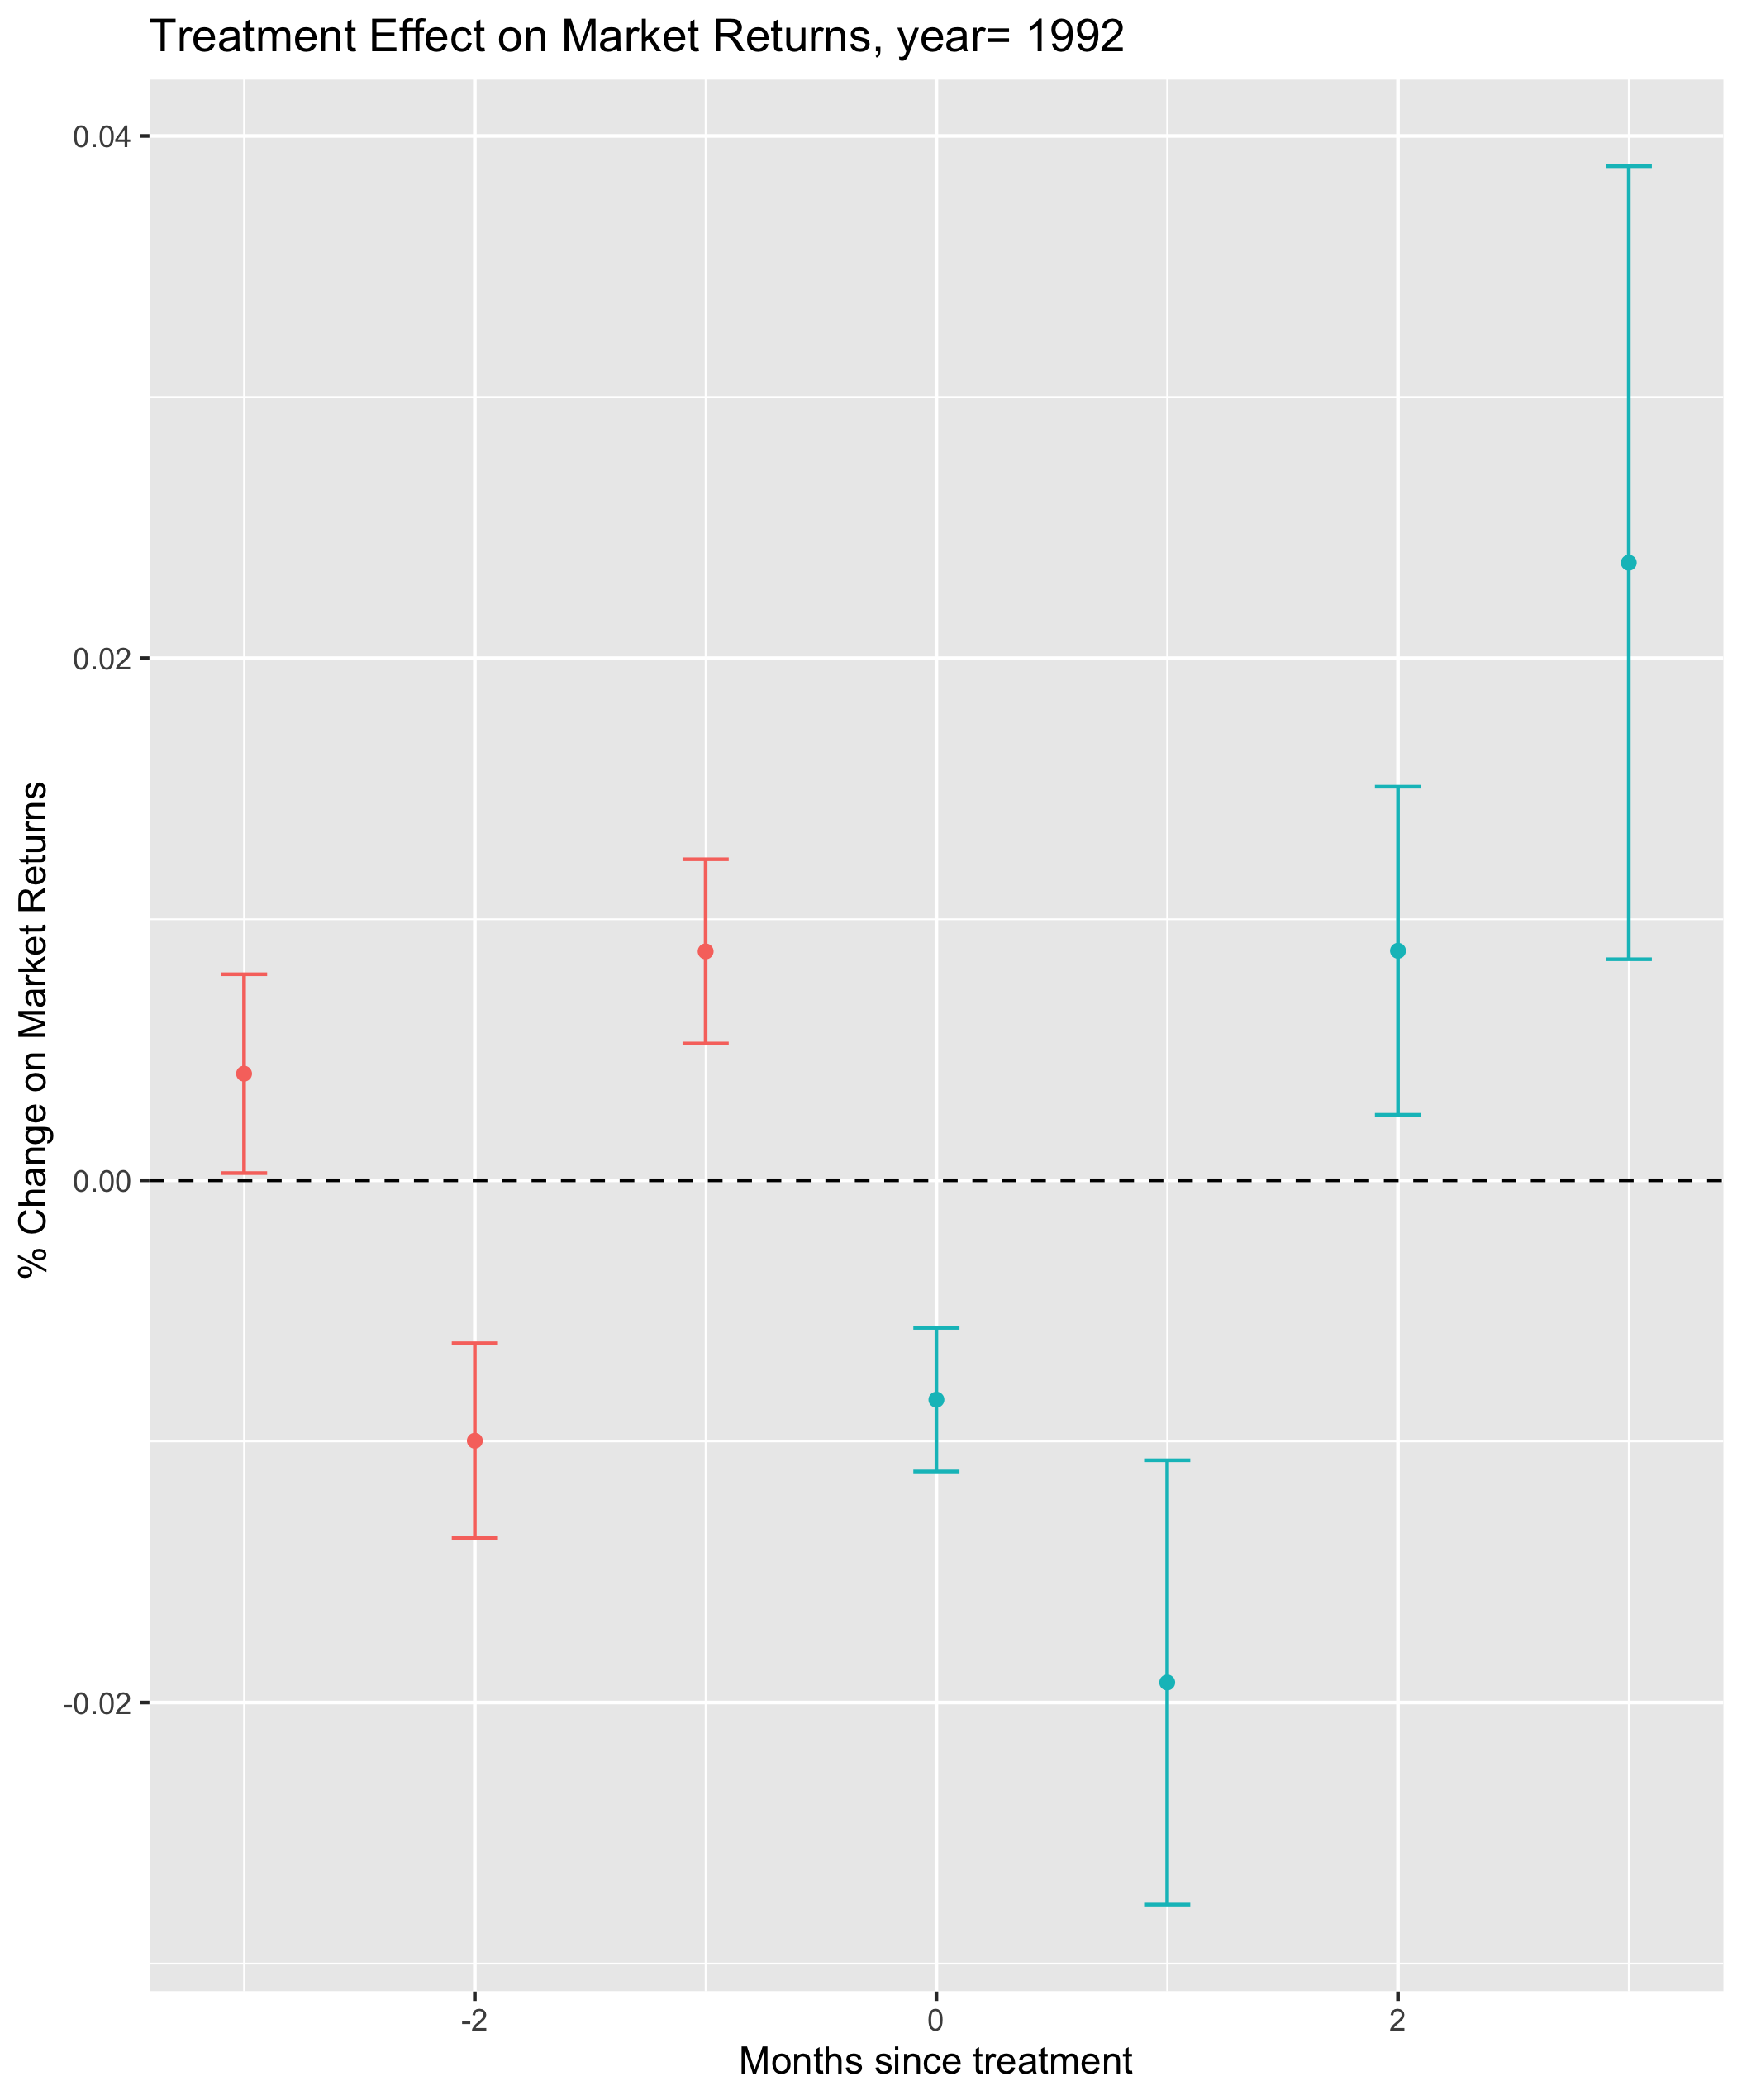 Treatment Effect on Market Returns, year= 1992
% Change on Market Returns
0.04
0.02
0.00
-0.02
-2
0
2
Months since treatment